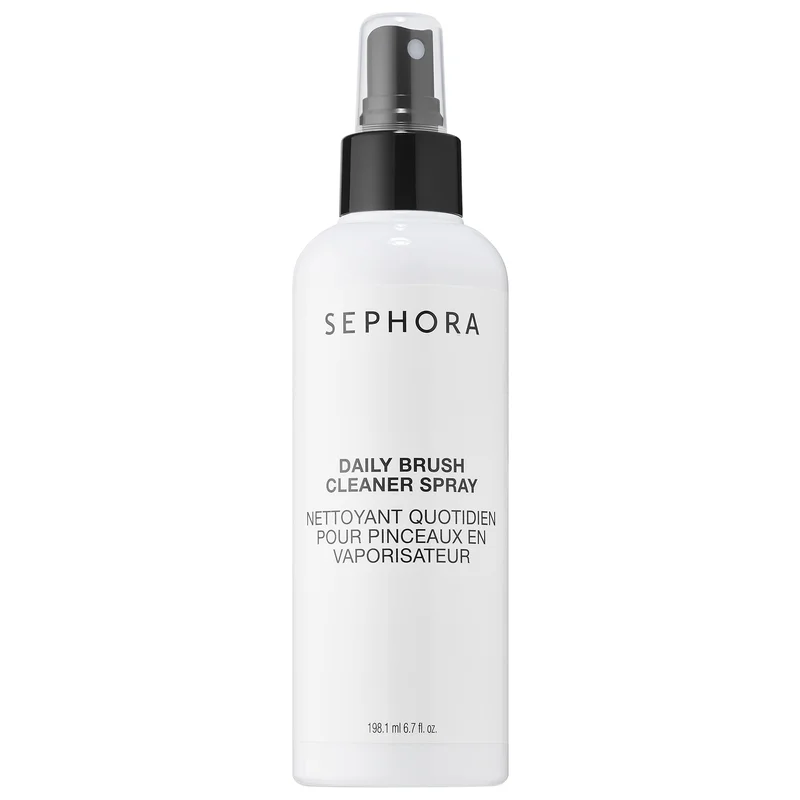 SEPHORA
DAILY BRUSH
CLEANER SPRAY
NETTOYANT QUOTIDIEN
POUR PINCEAUX EN
VAPORISATEUR
198.1 ml 6.7 fl. oz.